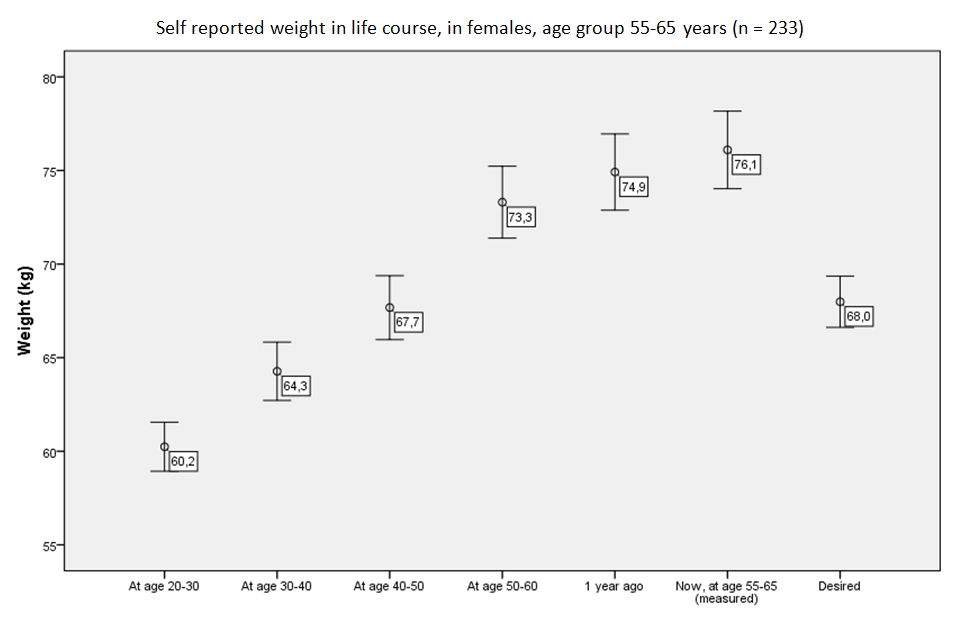 Self reported weight in life course, in females, age group 55-65 years (n = 233)
Weight (kg)
80
75
70
65
60
55
60,2
64,3
67,7
73,3
74,9
76,1
68,0
At age 20-30
At age 30-40
At age 40-50
At age 50-60
1 year ago
Now, at age 55-65
(measured)
Desired